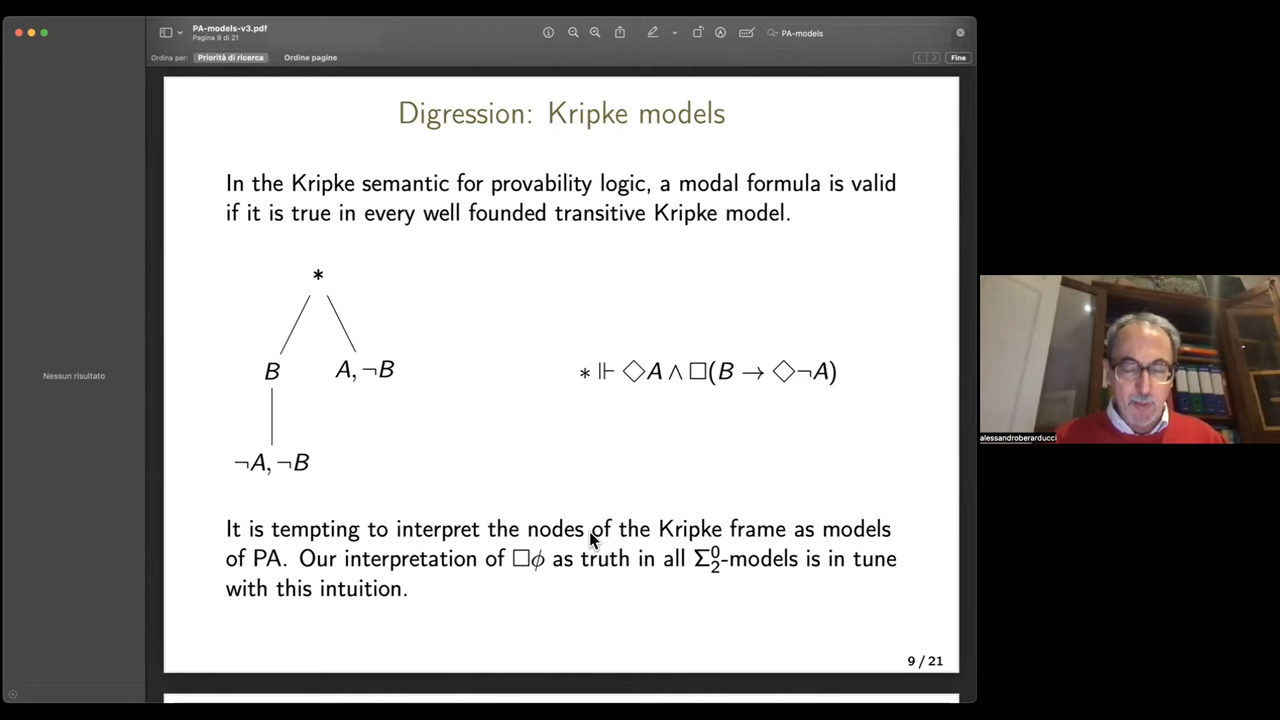 PA-models-v3.pdf
Pagina 9 di 21
PA-models
Ordina per: Priorità di ricerca Ordine pagine
Fine
Nessun risultato
Digression: Kripke models
In the Kripke semantic for provability logic, a modal formula is valid
if it is true in every well founded transitive Kripke model.
*
B A, ¬B
∗ ⊩ ◇A ∧ □(B → ◇¬A)
¬A, ¬B
It is tempting to interpret the nodes of the Kripke frame as models
of PA. Our interpretation of □ϕ as truth in all Σ⁰₂-models is in tune
with this intuition.
9 / 21
alessandroberarducci